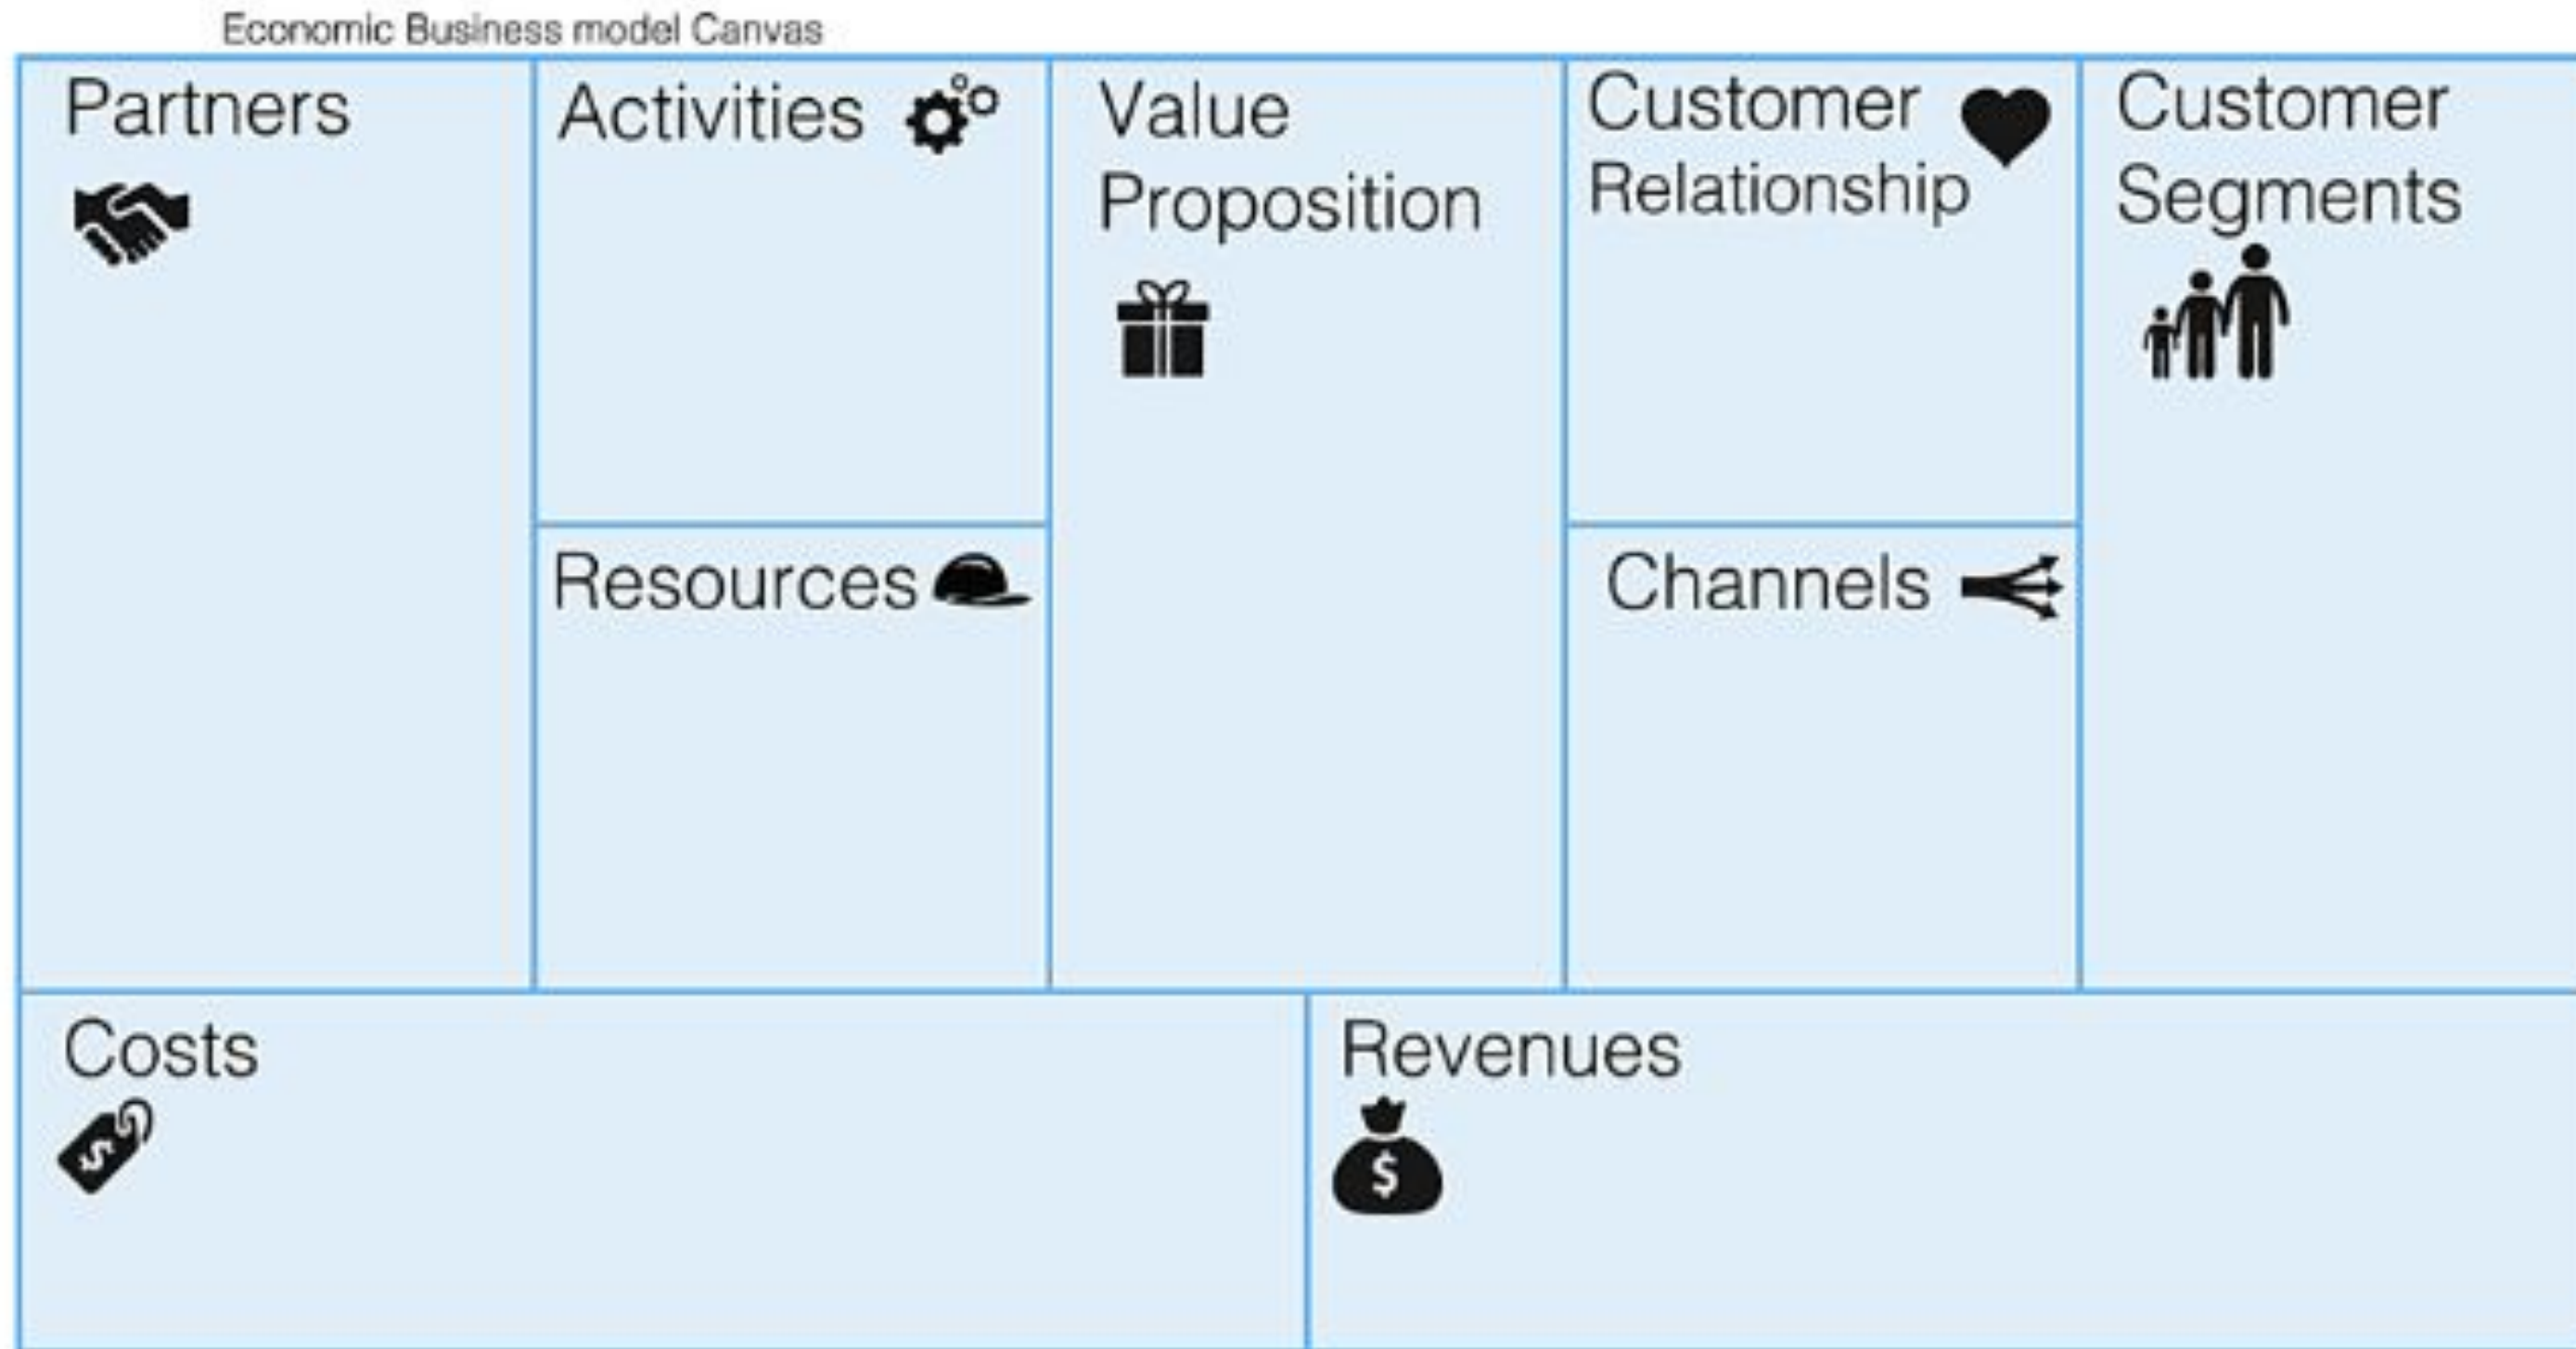 Economic Business model Canvas
Partners
Activities
Value
Proposition
Customer
Relationship
Customer
Segments
Resources
Channels
Costs
$
Revenues
$